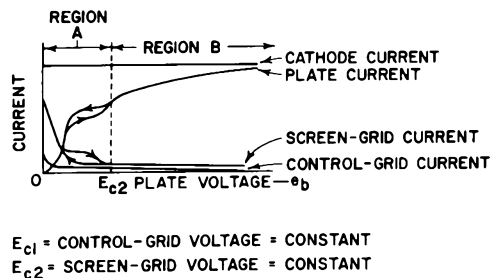 REGION
A
REGION B
CATHODE CURRENT
PLATE CURRENT
CURRENT
SCREEN-GRID CURRENT
CONTROL-GRID CURRENT
O
Ec2 PLATE VOLTAGE—eb
Ec1 = CONTROL-GRID VOLTAGE = CONSTANT
Ec2 = SCREEN-GRID VOLTAGE = CONSTANT